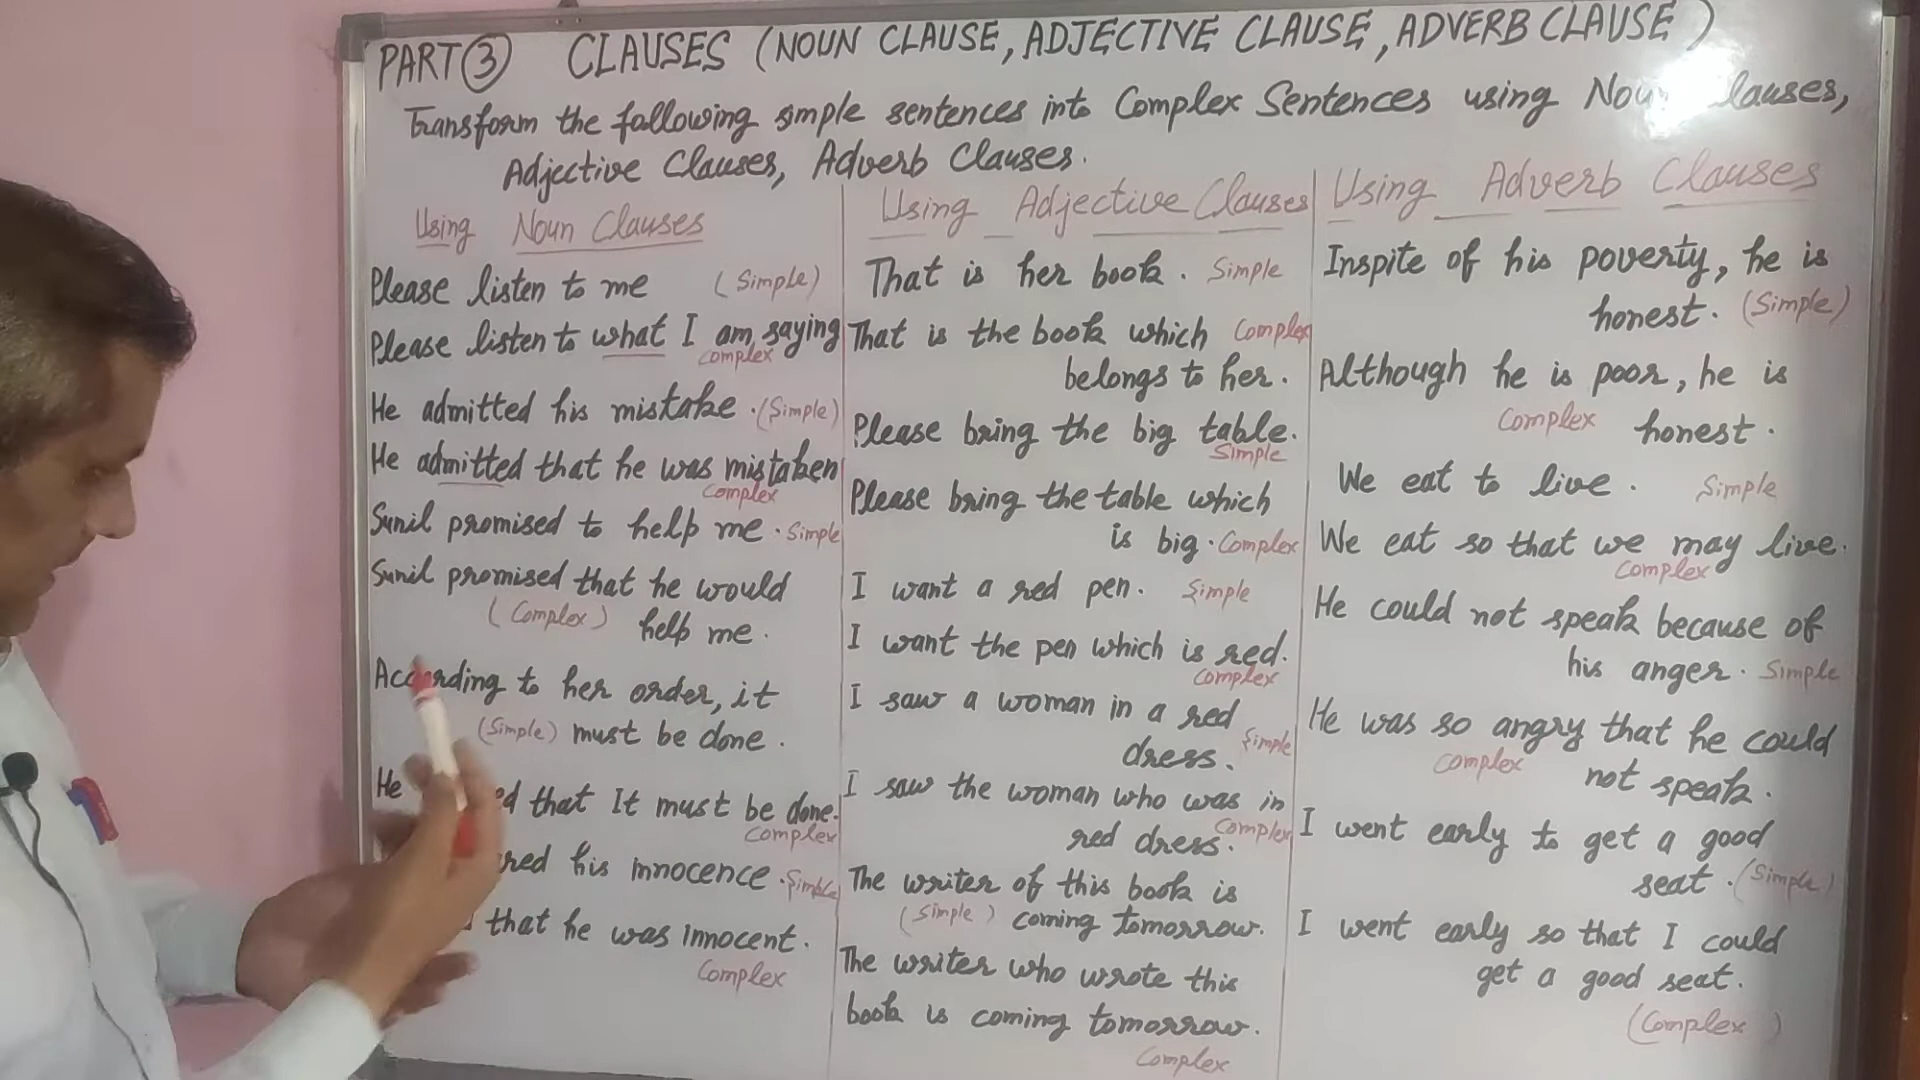 PART 3 CLAUSES (NOUN CLAUSE, ADJECTIVE CLAUSE, ADVERB CLAUSE)
Transform the following simple sentences into Complex Sentences using lauses,
Adjective Clauses, Adverb Clauses.
Using Noun Clauses
Please listen to me (Simple)
Please listen to what I am saying
Complex
He admitted his mistake. (Simple)
He admitted that he was mistaken
Complex
Sunil promised to help me. Simple
Sunil promised that he would
(Complex) help me.
According to her order, it
(Simple) must be done.
He ed that It must be done.
Complex
red his innocence. Simple
that he was innocent.
Complex
Using Adjective Clauses
That is her book. Simple
That is the book which Complex
belongs to her.
Please bring the big table.
Simple
Please bring the table which
is big. Complex
I want a red pen. Simple
I want the pen which is red.
Complex
I saw a woman in a red
dress. Simple
I saw the woman who was in
red dress. Complex
The writer of this book is
(Simple) coming tomorrow.
The writer who wrote this
book is coming tomorrow.
Complex
Using Adverb Clauses
Inspite of his poverty, he is
honest. (Simple)
Although he is poor, he is
Complex honest.
We eat to live. Simple
We eat so that we may live.
Complex
He could not speak because of
his anger. Simple
He was so angry that he could
Complex not speak.
I went early to get a good
seat. (Simple)
I went early so that I could
get a good seat.
(Complex)